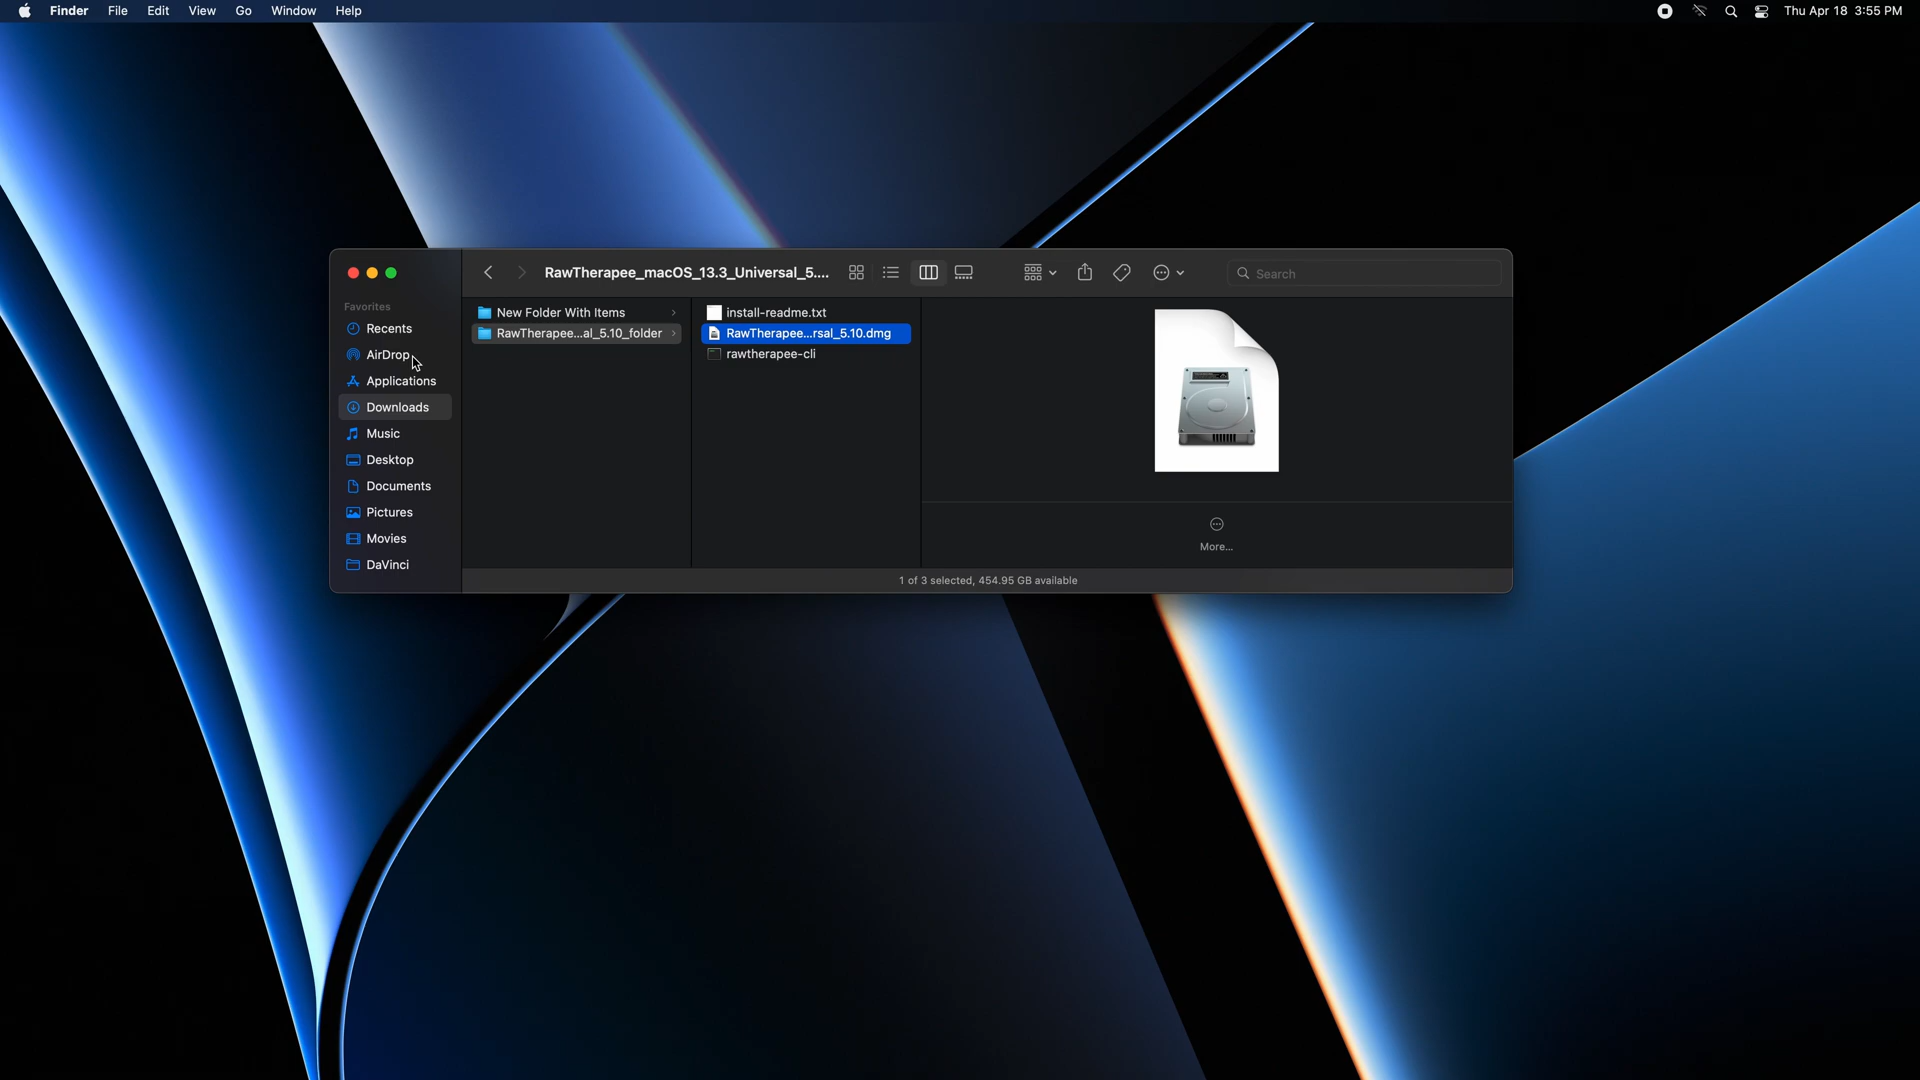 Finder File Edit View Go Window Help
Thu Apr 18 3:55 PM
RawTherapee_macOS_13.3_Universal_5....
Search
Favorites
Recents
AirDrop
Applications
Downloads
Music
Desktop
Documents
Pictures
Movies
DaVinci
New Folder With Items
RawTherapee...al_5.10_folder
install-readme.txt
RawTherapee...rsal_5.10.dmg
rawtherapee-cli
More...
1 of 3 selected, 454.95 GB available